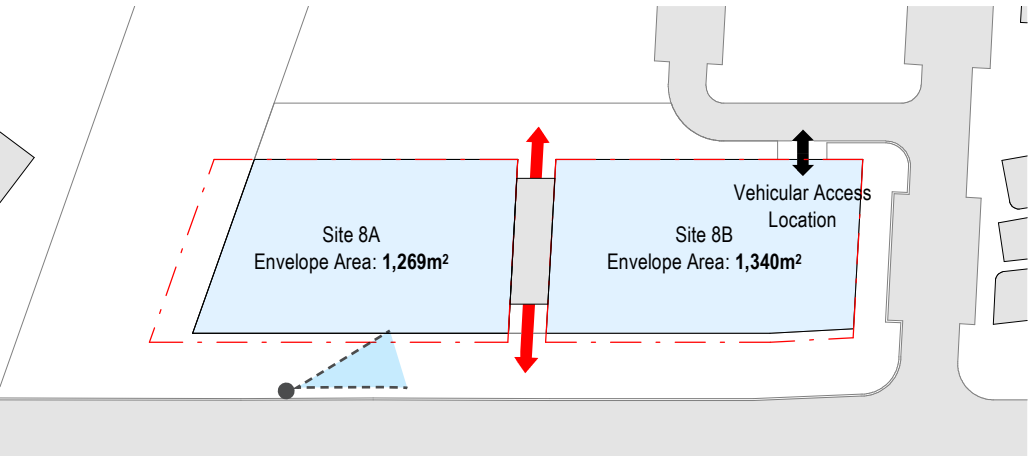 Vehicular Access
Location
Site 8A
Envelope Area: 1,269m²
Site 8B
Envelope Area: 1,340m²